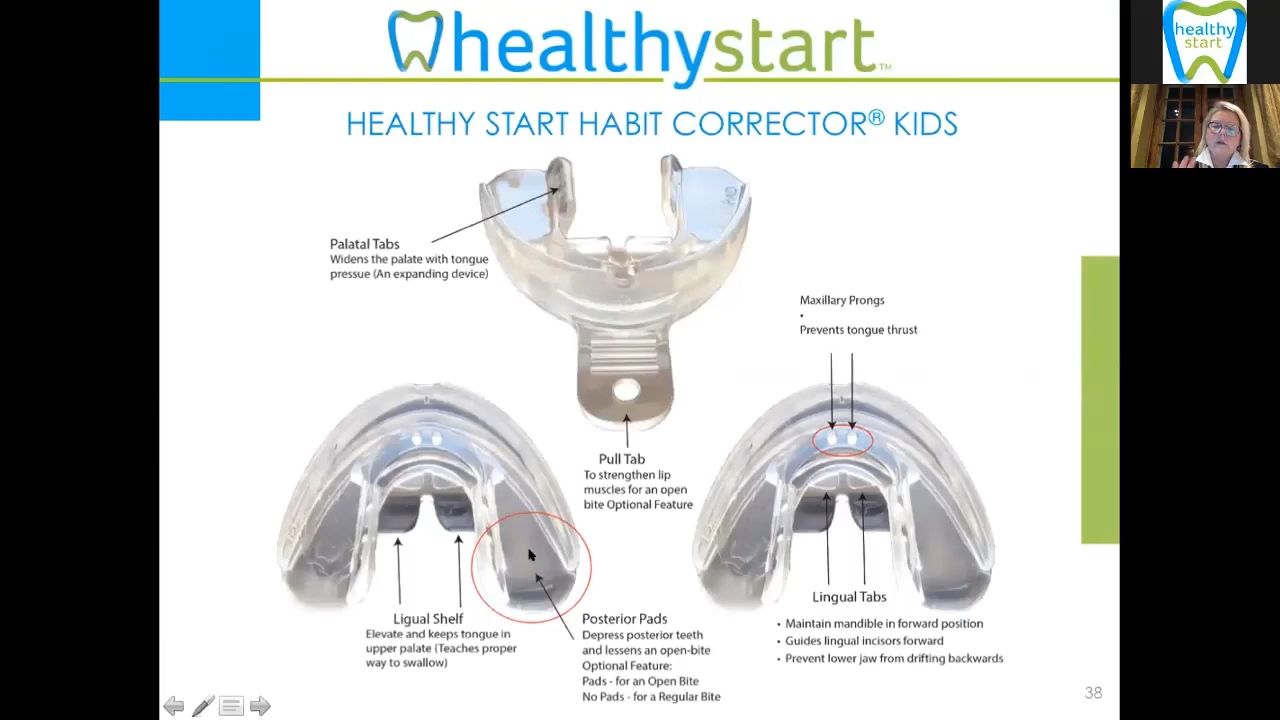 healthystart™
healthy
start
HEALTHY START HABIT CORRECTOR® KIDS
Palatal Tabs
Widens the palate with tongue
pressue (An expanding device)
Maxillary Prongs
•
Prevents tongue thrust
Pull Tab
To strengthen lip
muscles for an open
bite Optional Feature
Ligual Shelf
Elevate and keeps tongue in
upper palate (Teaches proper
way to swallow)
Posterior Pads
Depress posterior teeth
and lessens an open-bite
Optional Feature:
Pads - for an Open Bite
No Pads - for a Regular Bite
Lingual Tabs
• Maintain mandible in forward position
• Guides lingual incisors forward
• Prevent lower jaw from drifting backwards
38